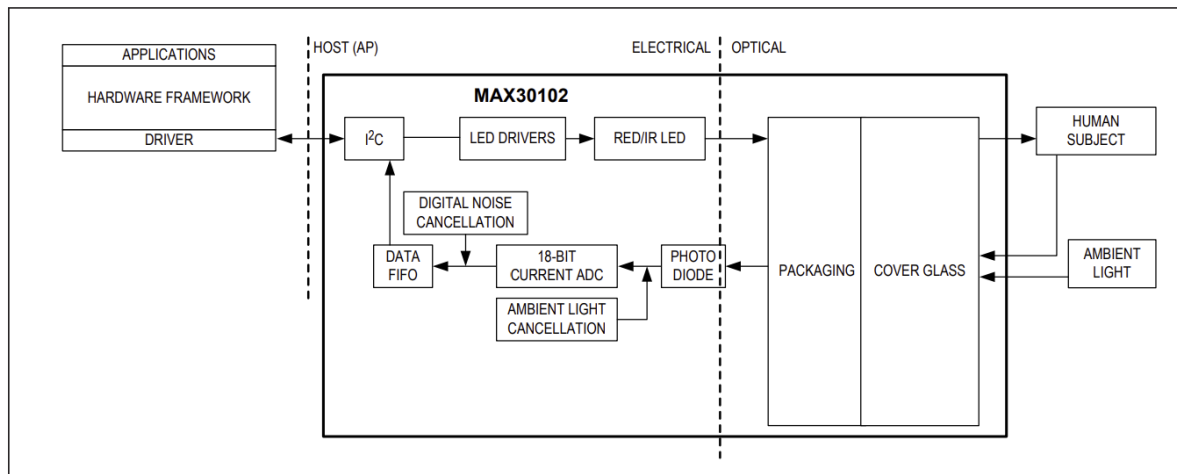 APPLICATIONS
HARDWARE FRAMEWORK
DRIVER
HOST (AP)
ELECTRICAL
OPTICAL
MAX30102
I²C
LED DRIVERS
RED/IR LED
HUMAN
SUBJECT
DIGITAL NOISE
CANCELLATION
DATA
FIFO
18-BIT
CURRENT ADC
PHOTO
DIODE
AMBIENT LIGHT
CANCELLATION
PACKAGING
COVER GLASS
AMBIENT
LIGHT